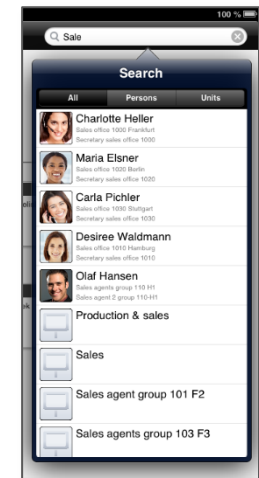 100 %
Sale
Search
All Persons Units
Charlotte Heller
Sales office 1000 Frankfurt
Secretary sales office 1000
Maria Elsner
Sales office 1020 Berlin
Secretary sales office 1020
Carla Pichler
Sales office 1030 Stuttgart
Secretary sales office 1030
Desiree Waldmann
Sales office 1010 Hamburg
Secretary sales office 1010
Olaf Hansen
Sales agents group 110 H1
Sales agent 2 group 110-H1
Production & sales
Sales
Sales agent group 101 F2
Sales agents group 103 F3